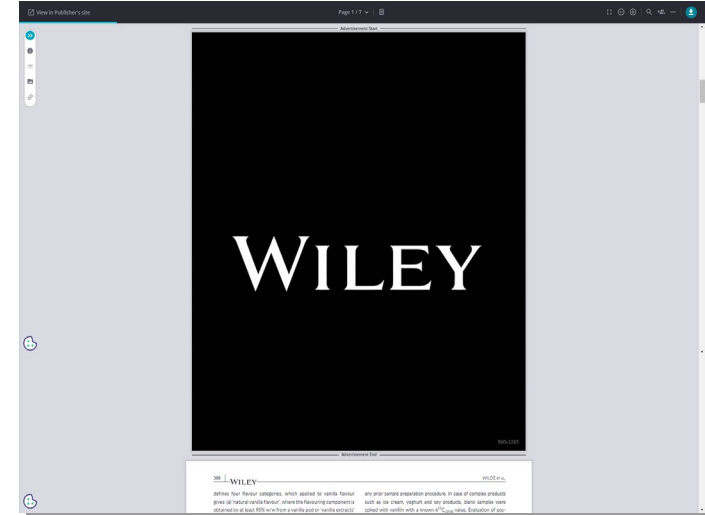 View in Publisher's site
Page 1 / 7
Advertisement Start
WILEY
960x1285
Advertisement End
388 WILEY
WILDE ET AL.
defines four flavour categories, which applied to vanilla flavour
gives (a) 'natural vanilla flavour', where the flavouring component is
obtained by at least 95% w/w from a vanilla pod or 'vanilla extracts'
any prior sample preparation procedure. In case of complex products
such as ice cream, yoghurt and soy products, blank samples were
spiked with vanillin with a known δ¹³C value. Evaluation of pos-